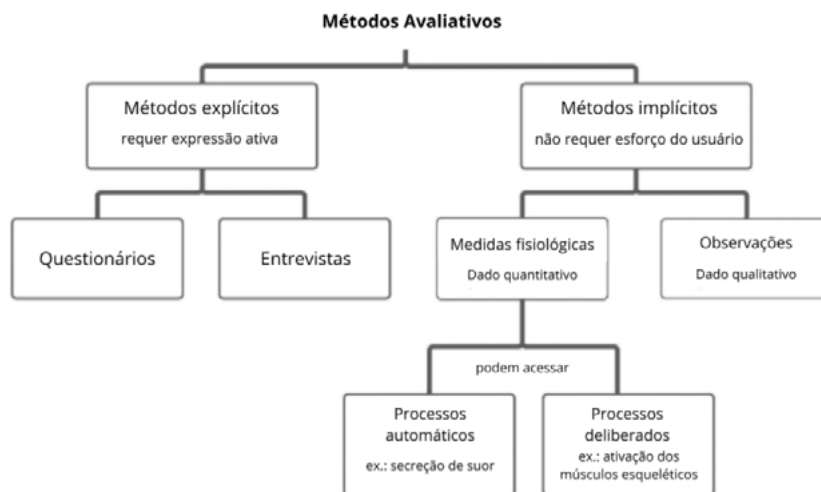 Métodos Avaliativos
Métodos explícitos
requer expressão ativa
Métodos implícitos
não requer esforço do usuário
Questionários
Entrevistas
Medidas fisiológicas
Dado quantitativo
Observações
Dado qualitativo
podem acessar
Processos
automáticos
ex.: secreção de suor
Processos
deliberados
ex.: ativação dos
músculos esqueléticos